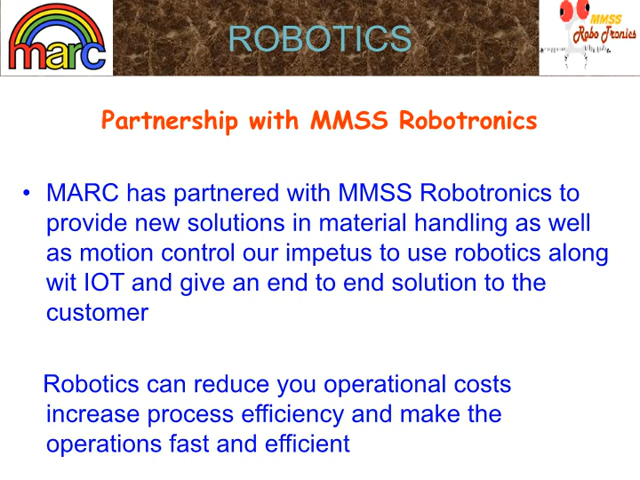 marc
ROBOTICS
MMSS
Robo Tronics
Partnership with MMSS Robotronics
• MARC has partnered with MMSS Robotronics to
provide new solutions in material handling as well
as motion control our impetus to use robotics along
wit IOT and give an end to end solution to the
customer
Robotics can reduce you operational costs
increase process efficiency and make the
operations fast and efficient